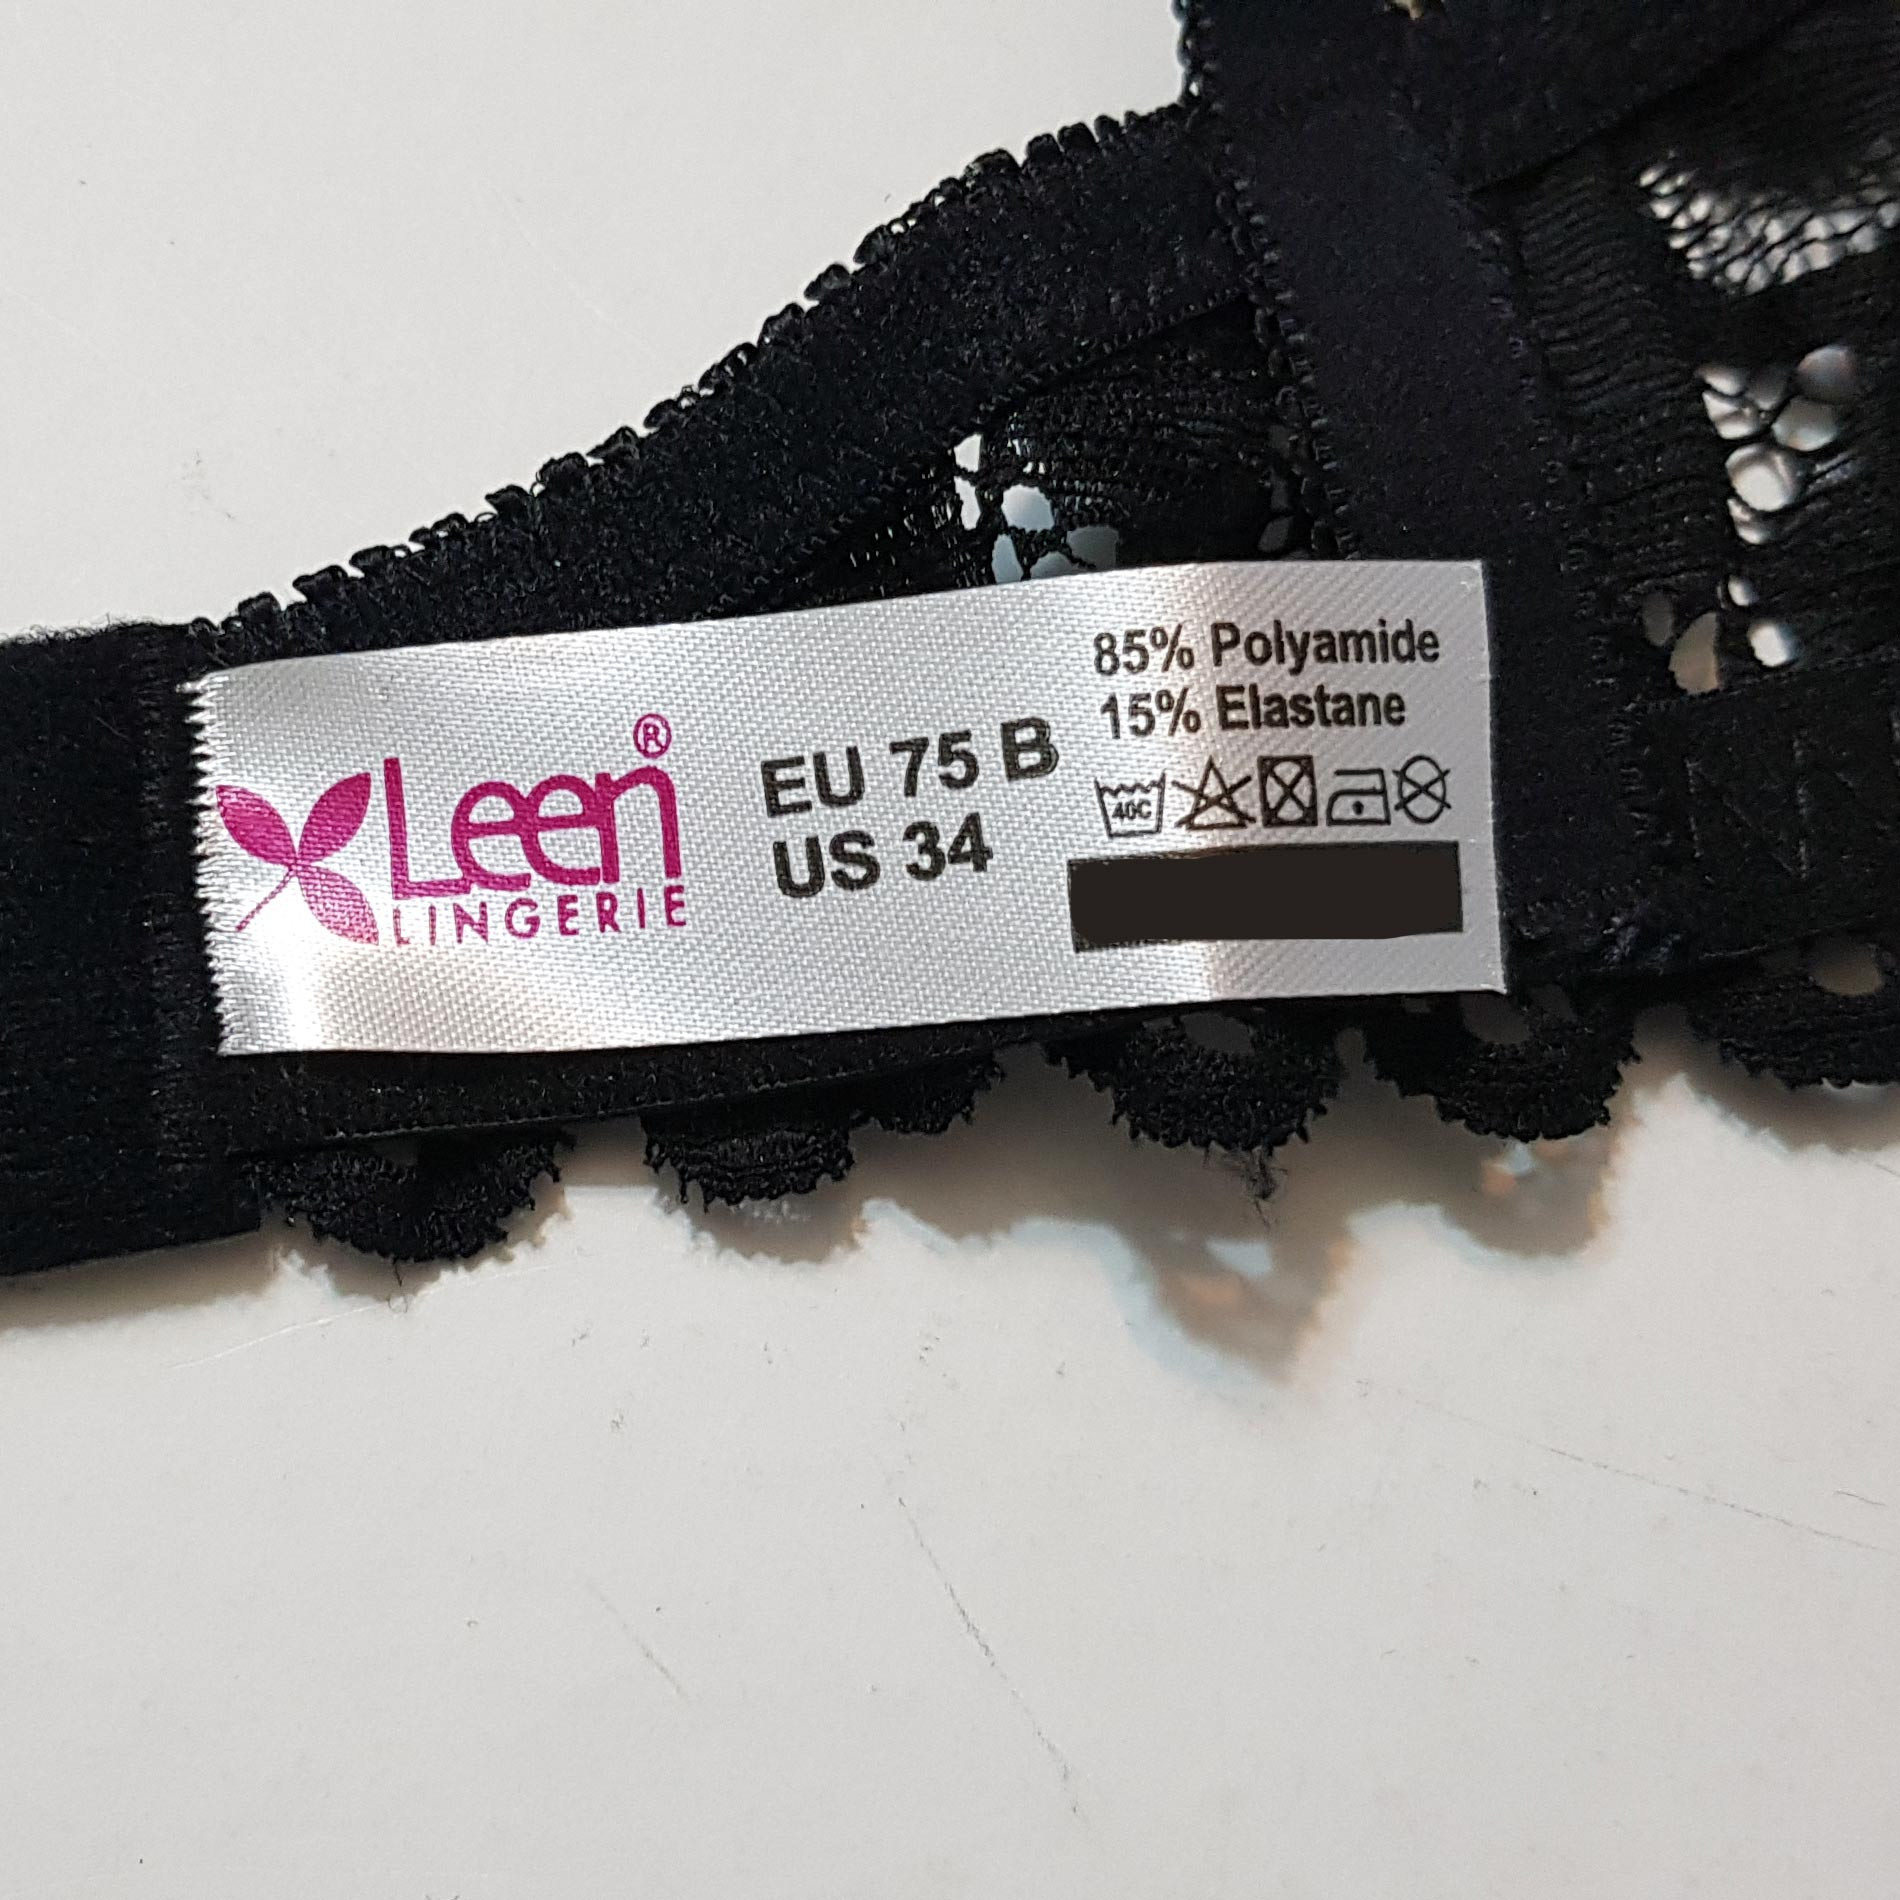 Leen®
LINGERIE
EU 75 B
US 34
85% Polyamide
15% Elastane
40C